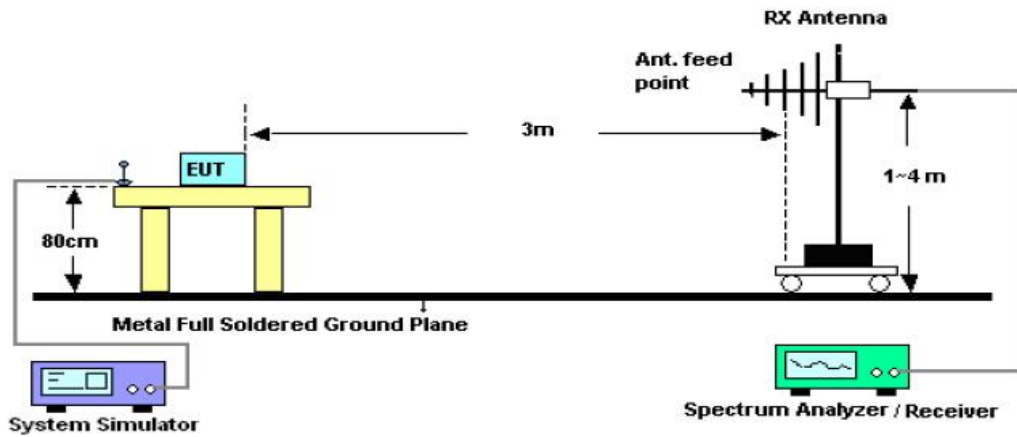 RX Antenna
Ant. feed
point
3m
EUT
1~4 m
80cm
Metal Full Soldered Ground Plane
System Simulator
Spectrum Analyzer / Receiver